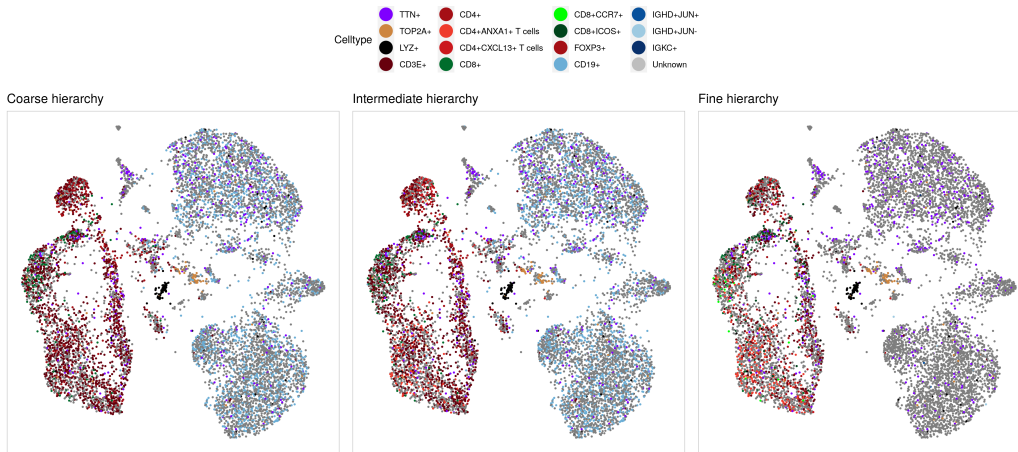 Celltype
TTN+
TOP2A+
LYZ+
CD3E+
CD4+
CD4+ANXA1+ T cells
CD4+CXCL13+ T cells
CD8+
CD8+CCR7+
CD8+ICOS+
FOXP3+
CD19+
IGHD+JUN+
IGHD+JUN-
IGKC+
Unknown
Coarse hierarchy
Intermediate hierarchy
Fine hierarchy